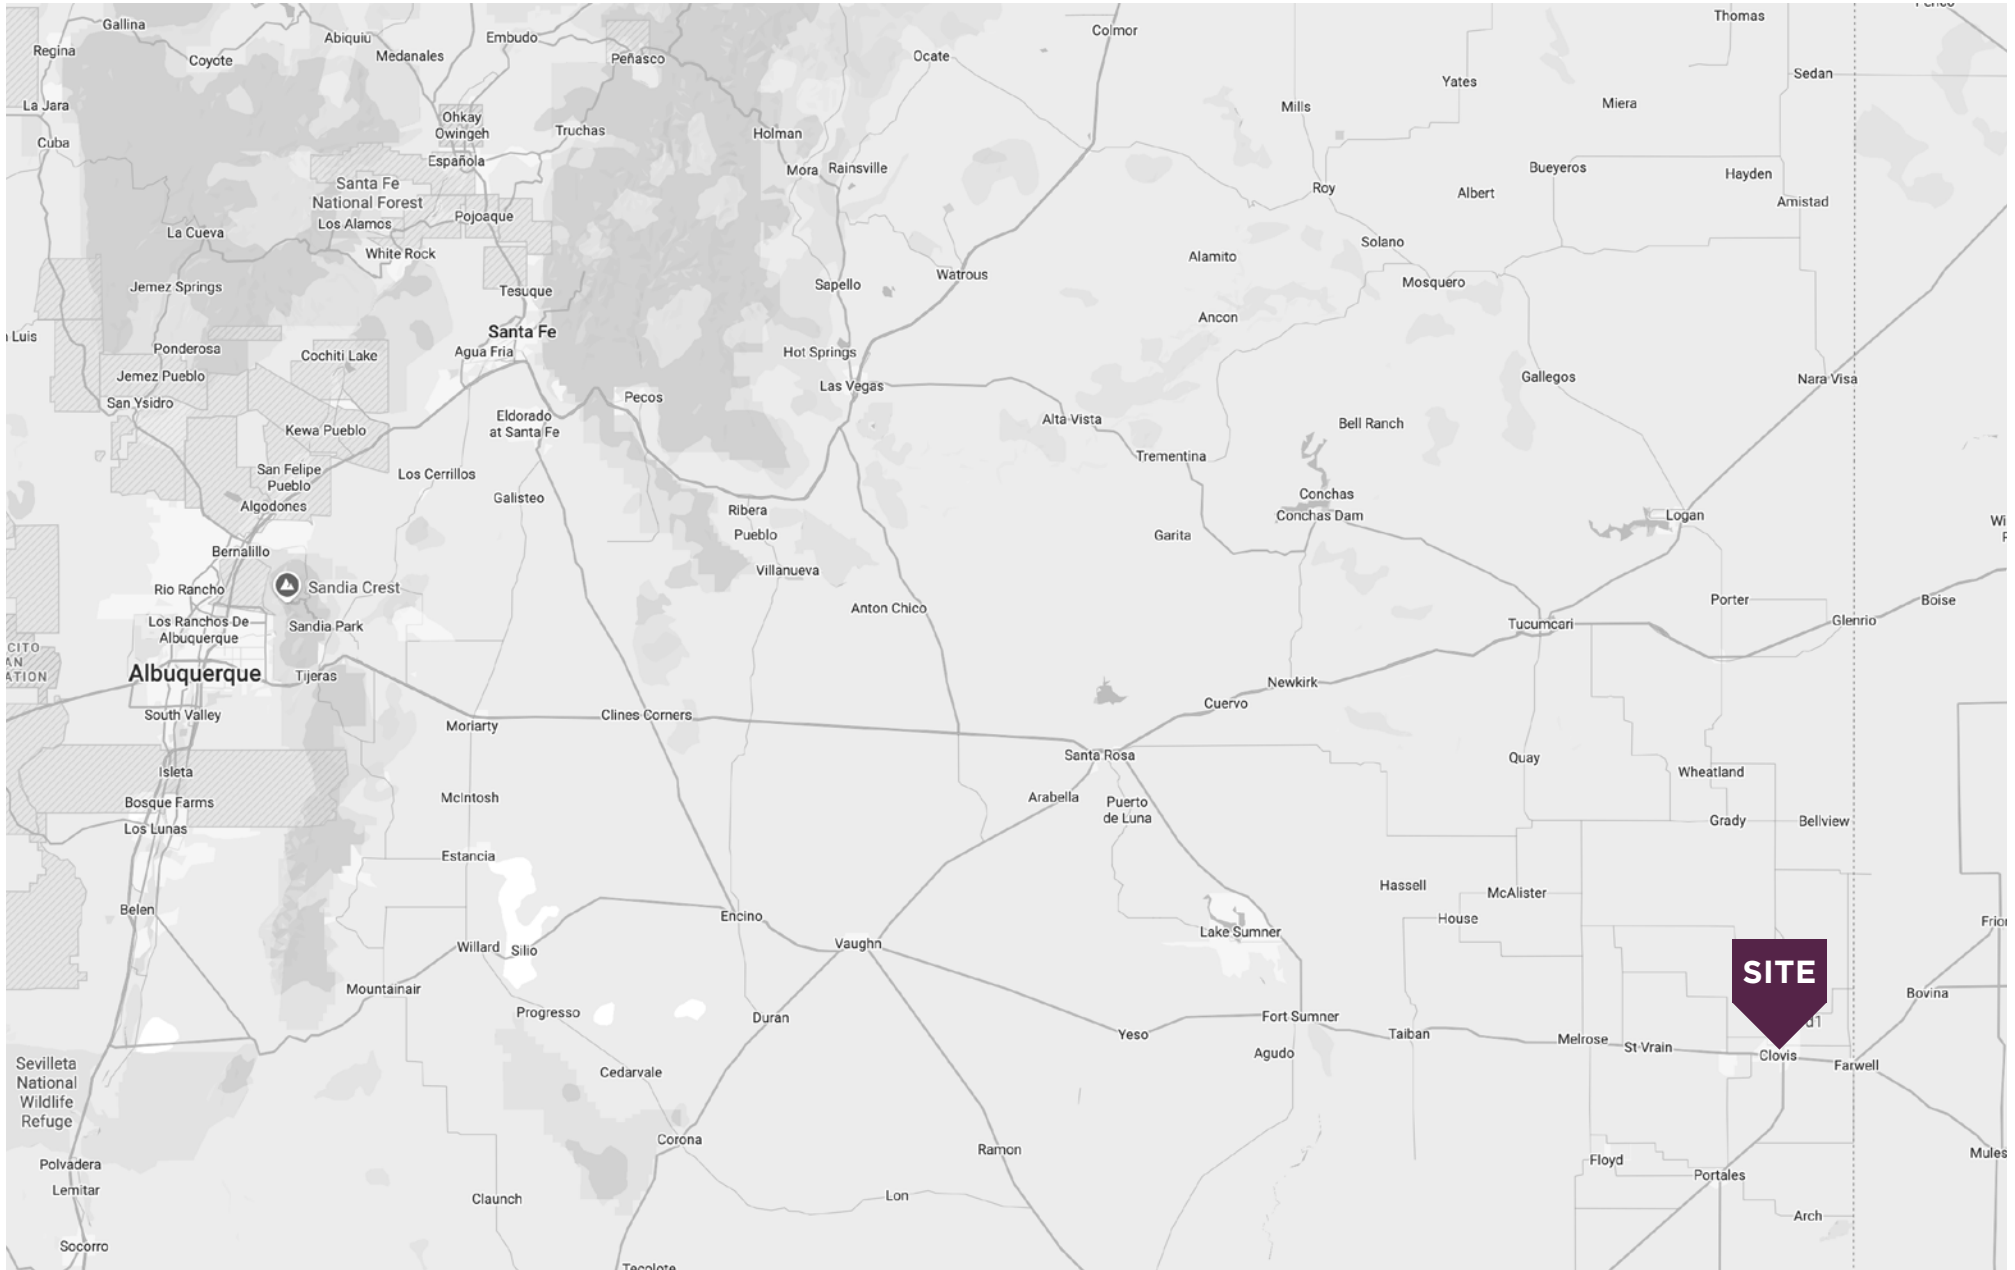 Gallina
Regina
Coyote
Abiquiu
Medanales
Embudo
Peñasco
Ocate
Colmor
Thomas
Sedan
Yates
Miera
Mills
La Jara
Cuba
Ohkay
Owingeh
Española
Truchas
Holman
Mora
Rainsville
Roy
Albert
Bueyeros
Hayden
Amistad
Santa Fe
National Forest
Los Alamos
Pojoaque
La Cueva
White Rock
Jemez Springs
Tesuque
Sapello
Watrous
Alamito
Solano
Mosquero
Ancon
Luis
Ponderosa
Cochiti Lake
Santa Fe
Agua Fria
Hot Springs
Las Vegas
Jemez Pueblo
San Ysidro
Kewa Pueblo
Pecos
Eldorado
at Santa Fe
Alta Vista
Bell Ranch
Gallegos
Nara Visa
San Felipe
Pueblo
Los Cerrillos
Galisteo
Trementina
Algodones
Ribera
Pueblo
Conchas
Conchas Dam
Garita
Logan
Bernalillo
Rio Rancho
Sandia Crest
Villanueva
Anton Chico
Los Ranchos De
Albuquerque
Sandia Park
Albuquerque
Tijeras
Tucumcari
Porter
Glenrio
Boise
CITO
AN
ATION
South Valley
Moriarty
Clines Corners
Newkirk
Cuervo
Santa Rosa
Quay
Wheatland
Isleta
Bosque Farms
Los Lunas
McIntosh
Arabella
Puerto
de Luna
Grady
Bellview
Estancia
Hassell
McAlister
House
Belen
Encino
Willard
Silio
Vaughn
Lake Sumner
SITE
Mountainair
Progresso
Duran
Yeso
Fort Sumner
Agudo
Taiban
Melrose
St Vrain
Clovis
Farwell
Bovina
Sevilleta
National
Wildlife
Refuge
Cedarvale
Corona
Ramon
Polvadera
Lemitar
Claunch
Lon
Floyd
Portales
Arch
Mules
Socorro
Tecolote